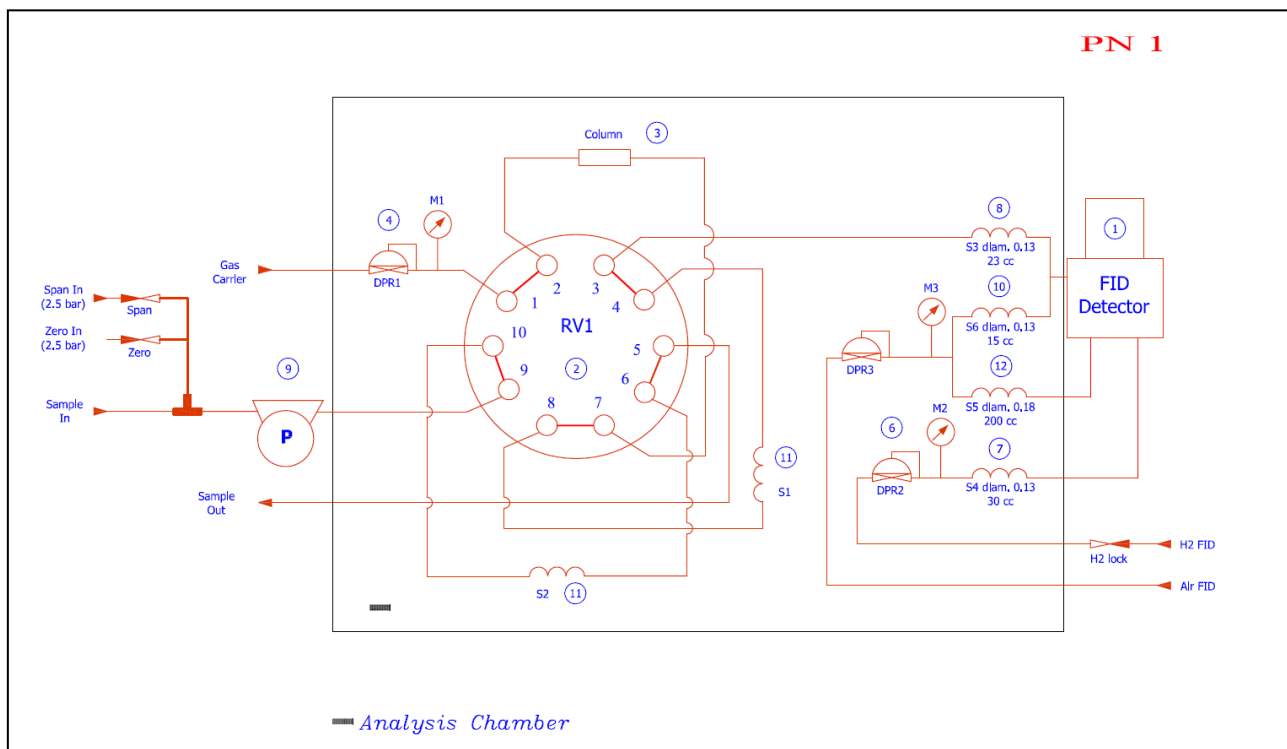 PN 1
Column
3
M1
4
8
S3 dIam. 0.13
23 cc
1
Gas
CarrIer
DPR1
2
3
1
4
FID
Detector
Span In
(2.5 bar)
Span
M3
10
S6 dIam. 0.13
15 cc
Zero In
(2.5 bar)
Zero
10
RV1
5
9
2
9
6
DPR3
12
S5 dIam. 0.18
200 cc
M2
Sample
In
P
8
7
6
7
11
S1
DPR2
S4 dIam. 0.13
30 cc
Sample
Out
H2 lock
H2 FID
S2
11
AIr FID
Analysis Chamber